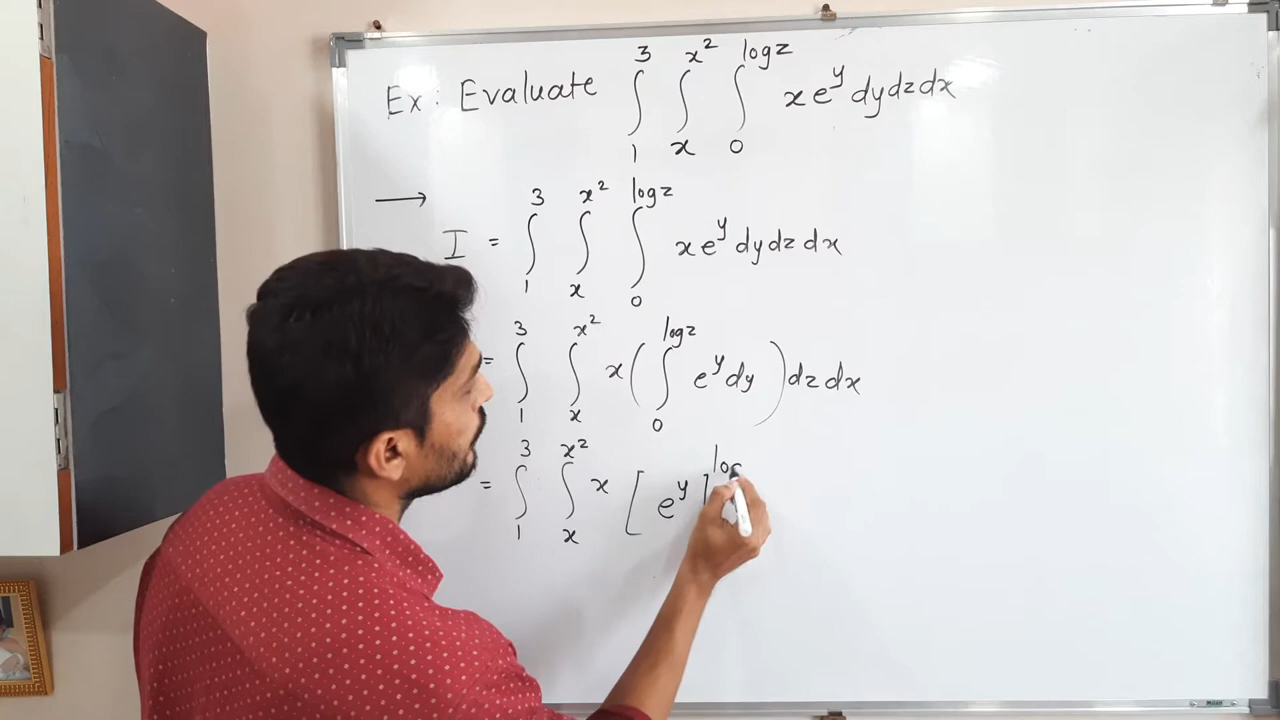 Ex: Evaluate ∫₁³ ∫ₓ^(x²) ∫₀^(log z) x e^y dy dz dx
→ I = ∫₁³ ∫ₓ^(x²) ∫₀^(log z) x e^y dy dz dx
= ∫₁³ ∫ₓ^(x²) x ( ∫₀^(log z) e^y dy ) dz dx
= ∫₁³ ∫ₓ^(x²) x [ e^y ]^(lo